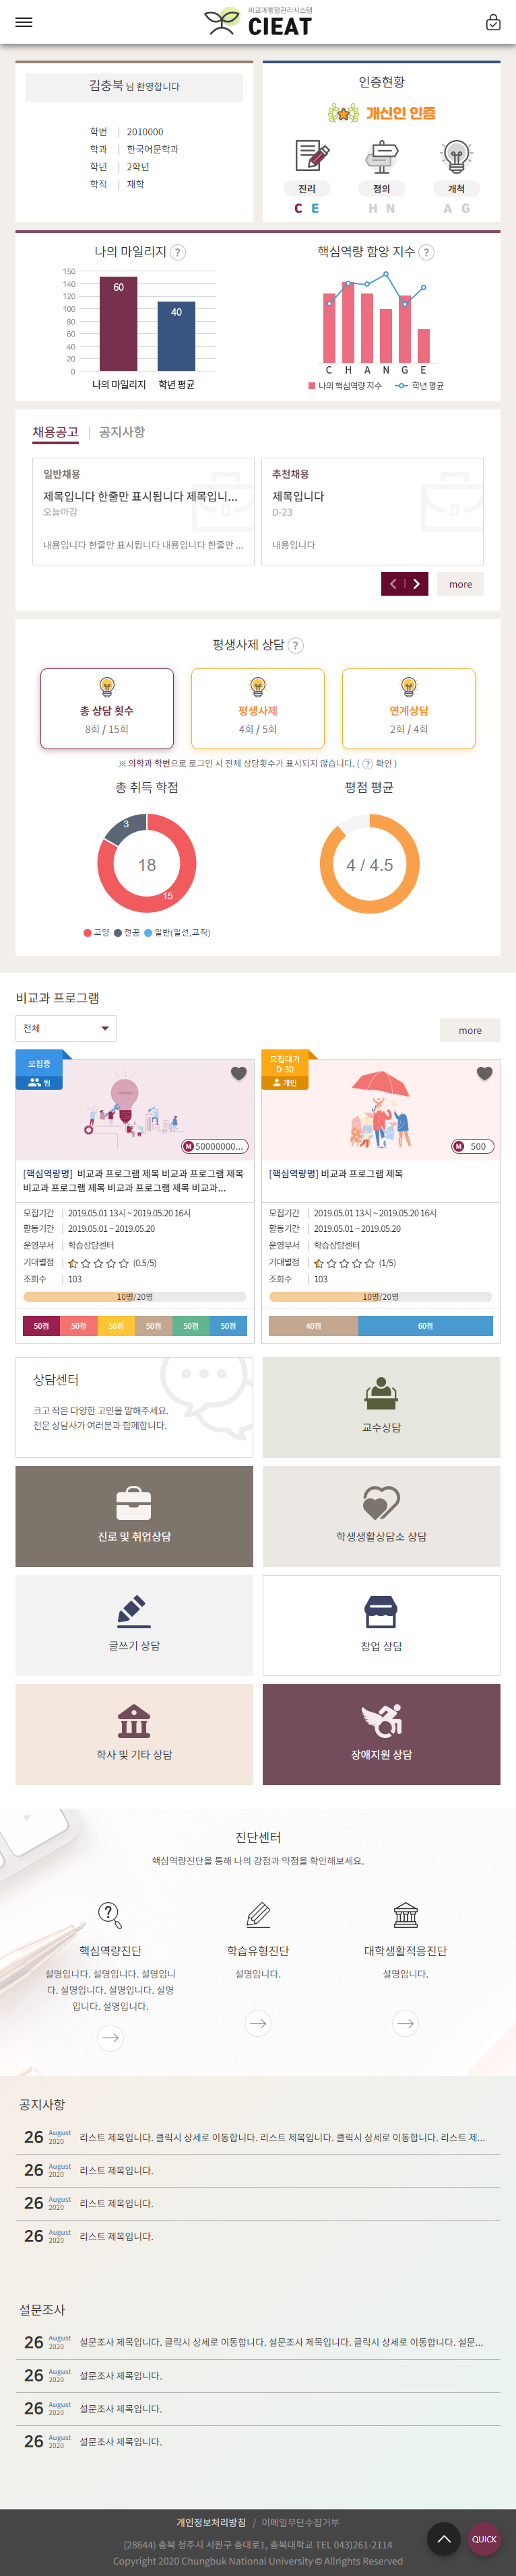 비교과통합관리시스템
CIEAT
김충북 님 환영합니다
학번 2010000
학과 한국어문학과
학년 2학년
학적 재학
인증현황
개신인 인증
진리 정의 개척
C E H N A G
나의 마일리지 ?
150
140
120
100
80
60
40
20
0
60
40
나의 마일리지 학년 평균
핵심역량 함양 지수 ?
C H A N G E
나의 핵심역량 지수 학년 평균
채용공고 | 공지사항
일반채용
제목입니다 한줄만 표시됩니다 제목입니...
오늘마감
내용입니다 한줄만 표시됩니다 내용입니다 한줄만 ...
추천채용
제목입니다
D-23
내용입니다
more
평생사제 상담 ?
총 상담 횟수
8회 / 15회
평생사제
4회 / 5회
연계상담
2회 / 4회
※ 의학과 학번으로 로그인 시 전체 상담횟수가 표시되지 않습니다. ( ? 확인 )
총 취득 학점
3
18
15
교양 전공 일반(일선,교직)
평점 평균
4 / 4.5
비교과 프로그램
전체
more
모집중
팀
M 50000000...
[핵심역량명] 비교과 프로그램 제목 비교과 프로그램 제목
비교과 프로그램 제목 비교과 프로그램 제목 비교과...
모집기간 2019.05.01 13시 ~ 2019.05.20 16시
활동기간 2019.05.01 ~ 2019.05.20
운영부서 학습상담센터
기대별점 (0.5/5)
조회수 103
10명/20명
50점 50점 50점 50점 50점 50점
모집대기
D-30
개인
M 500
[핵심역량명] 비교과 프로그램 제목
모집기간 2019.05.01 13시 ~ 2019.05.20 16시
활동기간 2019.05.01 ~ 2019.05.20
운영부서 학습상담센터
기대별점 (1/5)
조회수 103
10명/20명
40점 60점
상담센터
크고 작은 다양한 고민을 말해주세요.
전문 상담사가 여러분과 함께합니다.
교수상담
진로 및 취업상담
학생생활상담소 상담
글쓰기 상담
창업 상담
학사 및 기타 상담
장애지원 상담
진단센터
핵심역량진단을 통해 나의 강점과 약점을 확인해보세요.
핵심역량진단
설명입니다. 설명입니다. 설명입니
다. 설명입니다. 설명입니다. 설명
입니다. 설명입니다.
학습유형진단
설명입니다.
대학생활적응진단
설명입니다.
공지사항
26 August 2020 리스트 제목입니다. 클릭시 상세로 이동합니다. 리스트 제목입니다. 클릭시 상세로 이동합니다. 리스트 제...
26 August 2020 리스트 제목입니다.
26 August 2020 리스트 제목입니다.
26 August 2020 리스트 제목입니다.
설문조사
26 August 2020 설문조사 제목입니다. 클릭시 상세로 이동합니다. 설문조사 제목입니다. 클릭시 상세로 이동합니다. 설문...
26 August 2020 설문조사 제목입니다.
26 August 2020 설문조사 제목입니다.
26 August 2020 설문조사 제목입니다.
개인정보처리방침 / 이메일무단수집거부
(28644) 충북 청주시 서원구 충대로1, 충북대학교 TEL 043)261-2114
Copyright 2020 Chungbuk National University © Allrights Reserved
QUICK